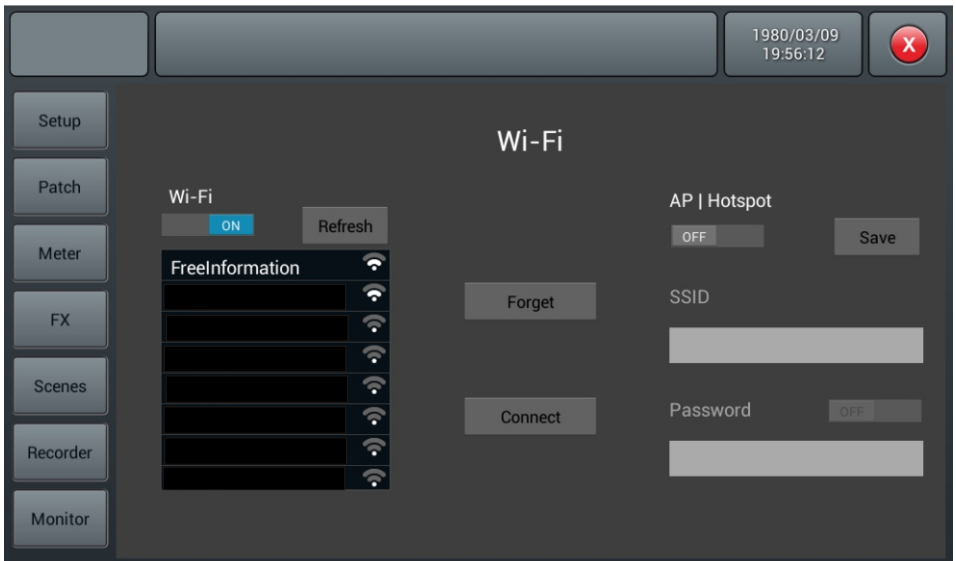 1980/03/09
19:56:12
X
Setup
Patch
Meter
FX
Scenes
Recorder
Monitor
Wi-Fi
Wi-Fi
ON
Refresh
FreeInformation
Forget
Connect
AP | Hotspot
OFF
Save
SSID
Password
OFF